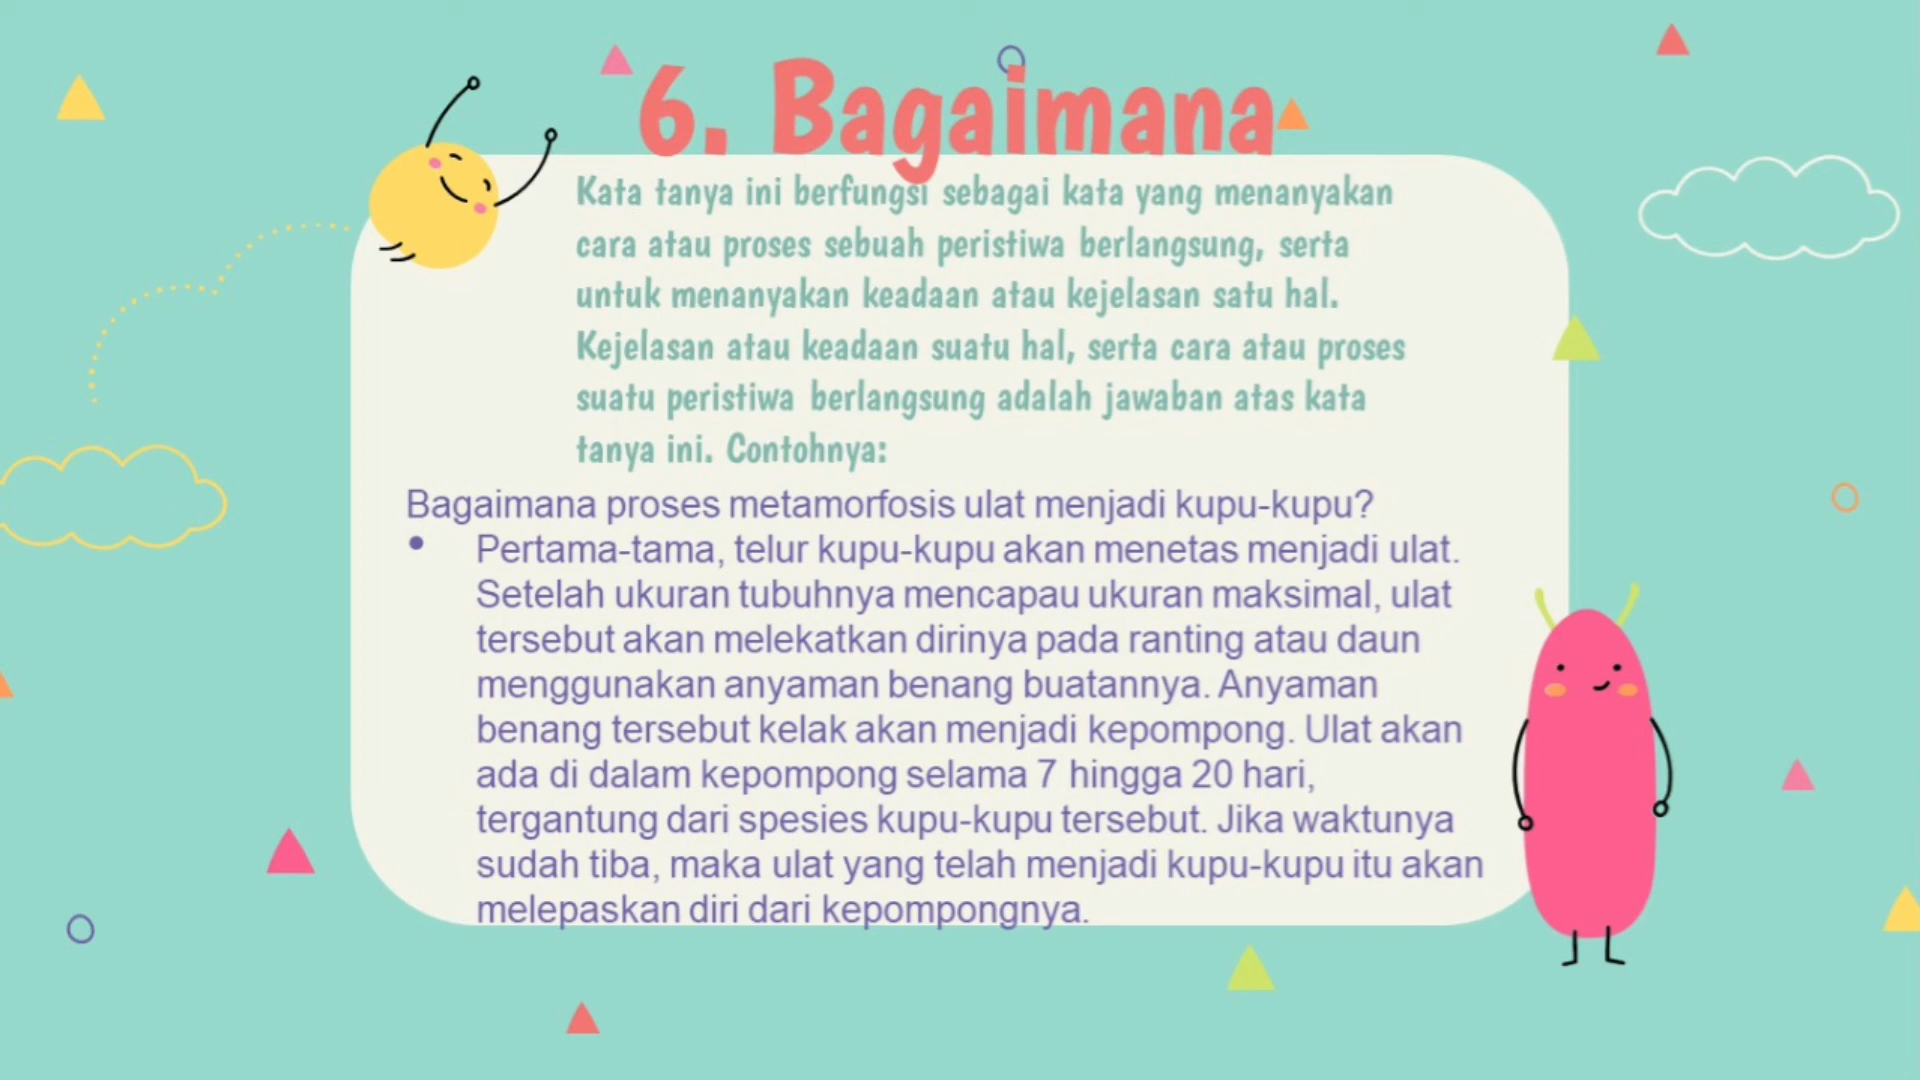 6. Bagaimana
Kata tanya ini berfungsi sebagai kata yang menanyakan
cara atau proses sebuah peristiwa berlangsung, serta
untuk menanyakan keadaan atau kejelasan satu hal.
Kejelasan atau keadaan suatu hal, serta cara atau proses
suatu peristiwa berlangsung adalah jawaban atas kata
tanya ini. Contohnya:
Bagaimana proses metamorfosis ulat menjadi kupu-kupu?
• Pertama-tama, telur kupu-kupu akan menetas menjadi ulat.
Setelah ukuran tubuhnya mencapau ukuran maksimal, ulat
tersebut akan melekatkan dirinya pada ranting atau daun
menggunakan anyaman benang buatannya. Anyaman
benang tersebut kelak akan menjadi kepompong. Ulat akan
ada di dalam kepompong selama 7 hingga 20 hari,
tergantung dari spesies kupu-kupu tersebut. Jika waktunya
sudah tiba, maka ulat yang telah menjadi kupu-kupu itu akan
melepaskan diri dari kepompongnya.